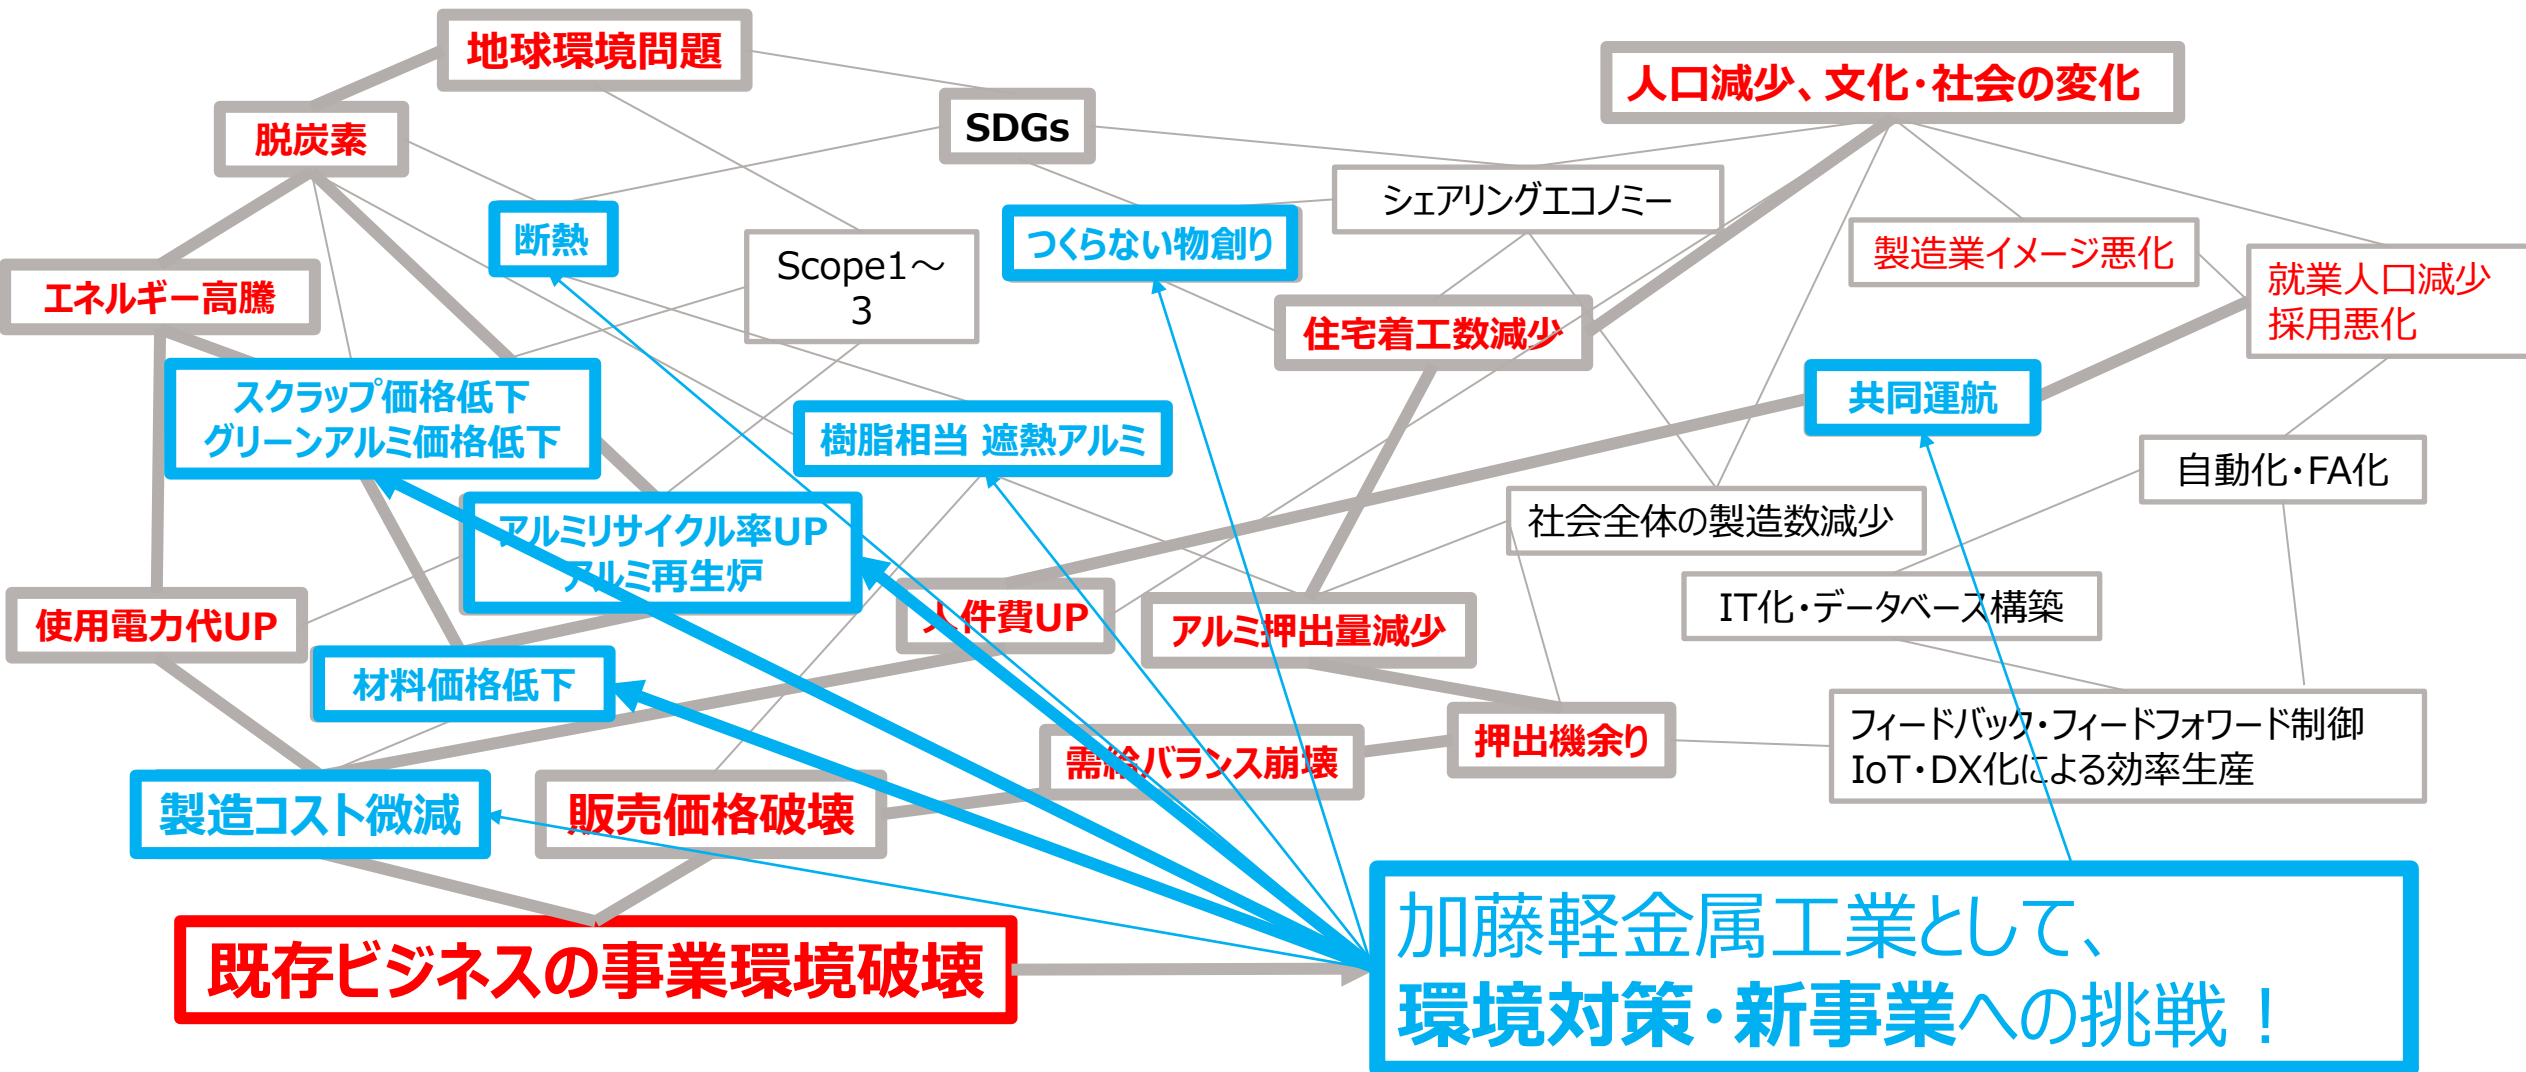 地球環境問題
人口減少、文化・社会の変化
SDGs
脱炭素
シェアリングエコノミー
断熱
つくらない物創り
製造業イメージ悪化
Scope1～
3
就業人口減少
採用悪化
エネルギー高騰
住宅着工数減少
スクラップ価格低下
グリーンアルミ価格低下
共同運航
樹脂相当 遮熱アルミ
自動化・FA化
アルミリサイクル率UP
アルミ再生炉
社会全体の製造数減少
IT化・データベース構築
使用電力代UP
人件費UP
アルミ押出量減少
材料価格低下
フィードバック・フィードフォワード制御
IoT・DX化による効率生産
押出機余り
需給バランス崩壊
製造コスト微減
販売価格破壊
既存ビジネスの事業環境破壊
加藤軽金属工業として、
環境対策・新事業への挑戦！